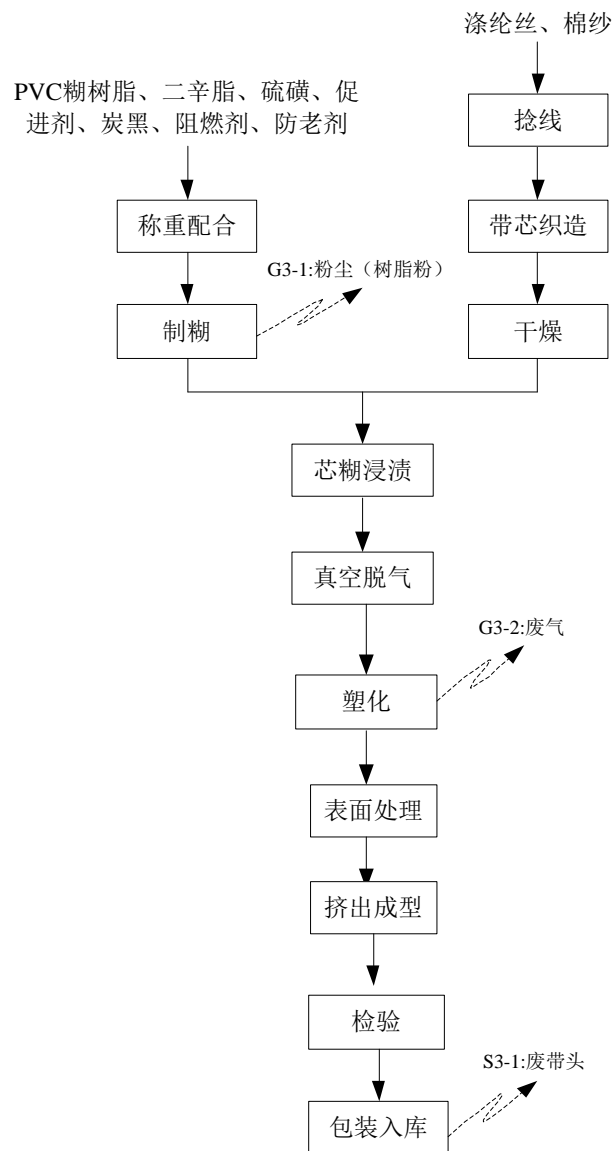 涤纶丝、棉纱
PVC糊树脂、二辛脂、硫磺、促
进剂、炭黑、阻燃剂、防老剂
捻线
称重配合
带芯织造
G3-1:粉尘（树脂粉）
制糊
干燥
芯糊浸渍
真空脱气
G3-2:废气
塑化
表面处理
挤出成型
检验
S3-1:废带头
包装入库